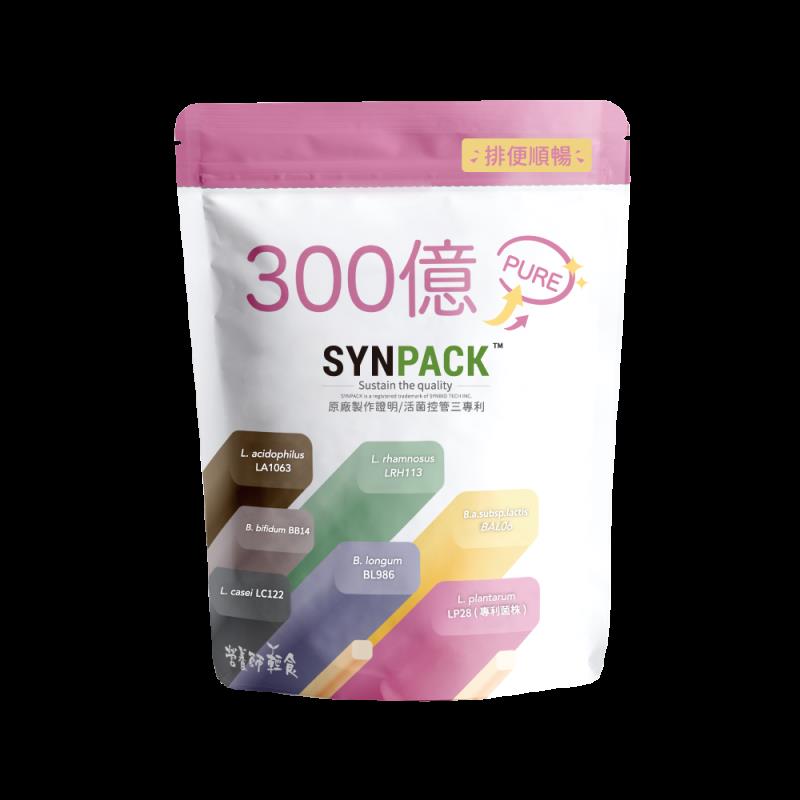 排便順暢
300億
PURE
SYNPACK™
Sustain the quality
SYNPACK is a registered trademark of SYNBIO TECH INC.
原廠製作證明/活菌控管三專利
L. acidophilus
LA1063
L. rhamnosus
LRH113
B.a.subsp.lactis
BAL05
B. bifidum BB14
B. longum
BL986
L. casei LC122
L. plantarum
LP28 ( 專利菌株 )
營養師輕食